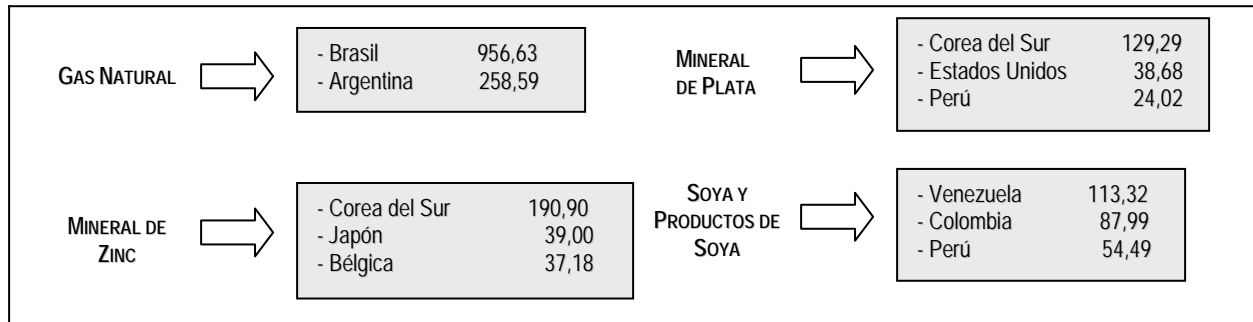 GAS NATURAL
- Brasil 956,63
- Argentina 258,59
MINERAL
DE PLATA
- Corea del Sur 129,29
- Estados Unidos 38,68
- Perú 24,02
MINERAL DE
ZINC
- Corea del Sur 190,90
- Japón 39,00
- Bélgica 37,18
SOYA Y
PRODUCTOS DE
SOYA
- Venezuela 113,32
- Colombia 87,99
- Perú 54,49